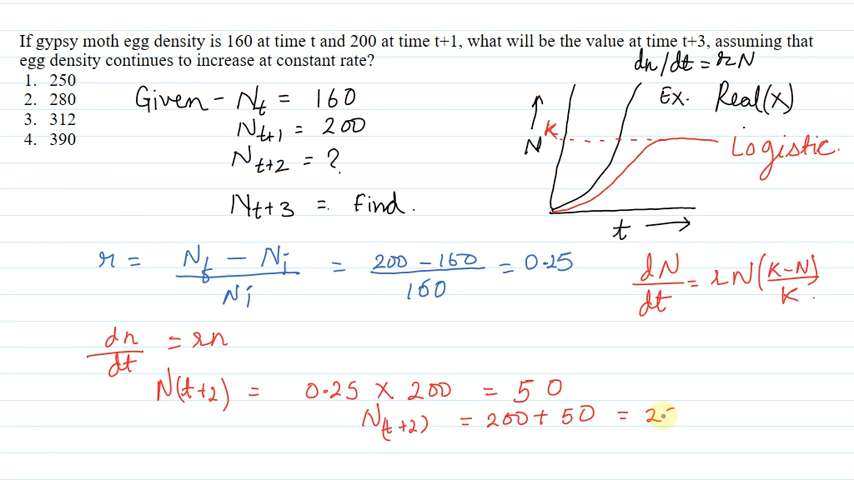 If gypsy moth egg density is 160 at time t and 200 at time t+1, what will be the value at time t+3, assuming that
egg density continues to increase at constant rate?
1. 250
2. 280
3. 312
4. 390
Given - Nt = 160
Nt+1 = 200
Nt+2 = ?
Nt+3 = Find.
dn/dt = rN
Ex. Real(x)
K
N
Logistic.
t
r = Nf - Ni / Ni = 200 - 160 / 160 = 0.25
dN/dt = rN(K-N/K).
dn/dt = rn
N(t+2) = 0.25 x 200 = 50
N(t+2) = 200 + 50 = 2